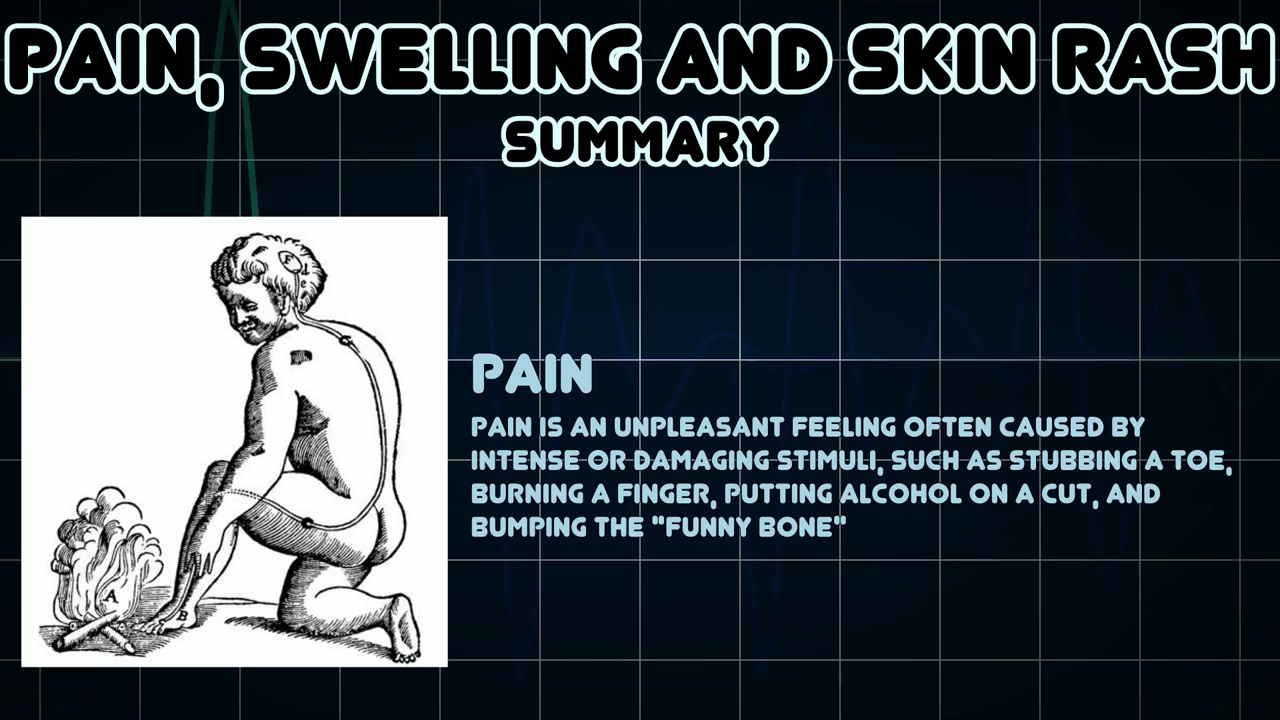 PAIN, SWELLING AND SKIN RASH
SUMMARY
PAIN
PAIN IS AN UNPLEASANT FEELING OFTEN CAUSED BY
INTENSE OR DAMAGING STIMULI, SUCH AS STUBBING A TOE,
BURNING A FINGER, PUTTING ALCOHOL ON A CUT, AND
BUMPING THE "FUNNY BONE"
F
A
B